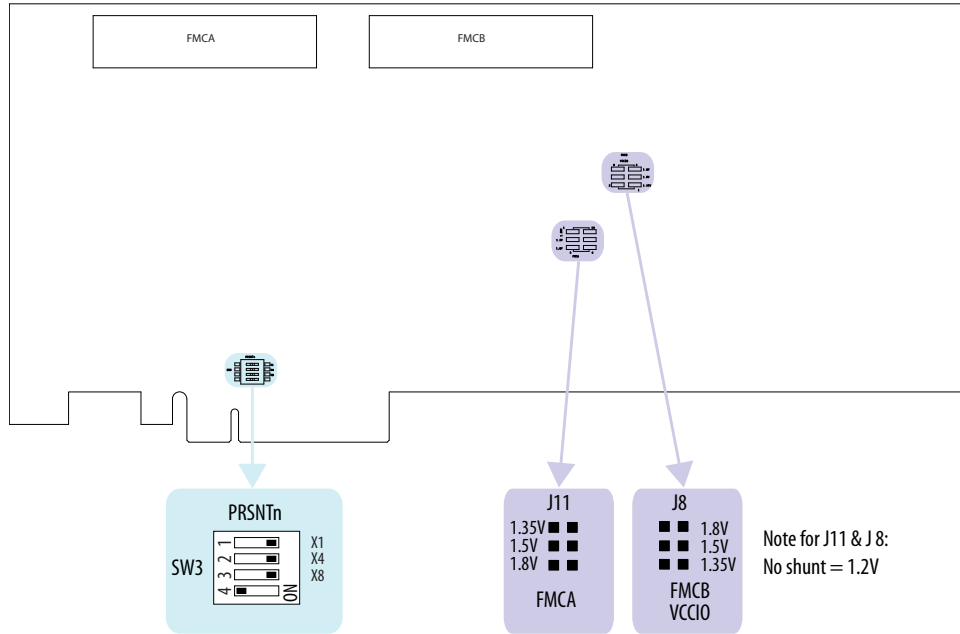 FMCA
FMCB
PRSNTn
SW3
1 X1
2 X4
3 X8
4
ON
J11
1.35V
1.5V
1.8V
FMCA
J8
1.8V
1.5V
1.35V
FMCB
VCCIO
Note for J11 & J 8:
No shunt = 1.2V